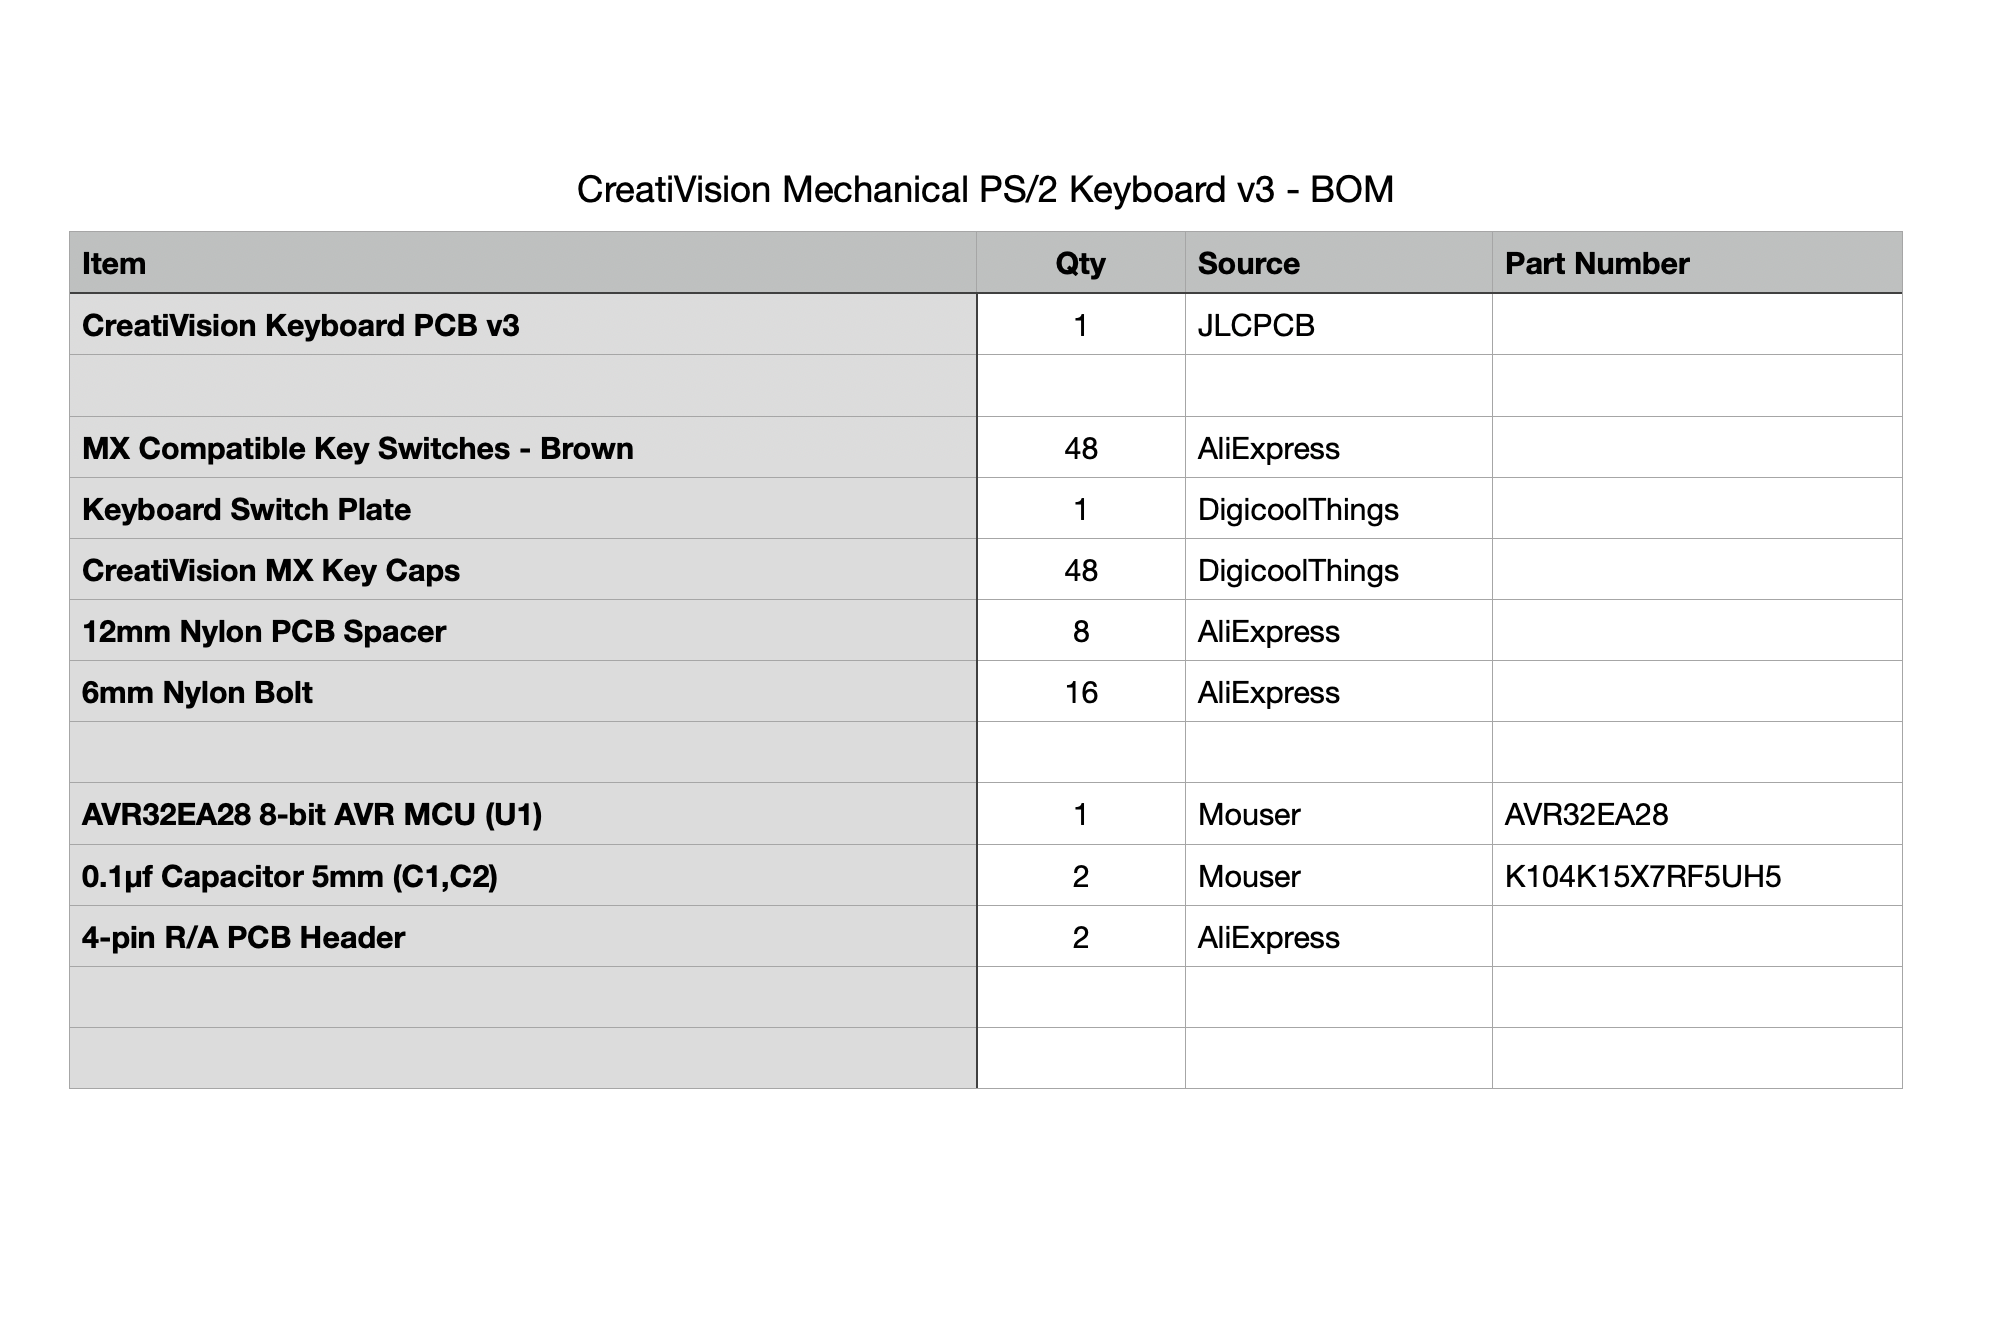 CreatiVision Mechanical PS/2 Keyboard v3 - BOM
Item Qty Source Part Number
CreatiVision Keyboard PCB v3 1 JLCPCB
MX Compatible Key Switches - Brown 48 AliExpress
Keyboard Switch Plate 1 DigicoolThings
CreatiVision MX Key Caps 48 DigicoolThings
12mm Nylon PCB Spacer 8 AliExpress
6mm Nylon Bolt 16 AliExpress
AVR32EA28 8-bit AVR MCU (U1) 1 Mouser AVR32EA28
0.1µf Capacitor 5mm (C1,C2) 2 Mouser K104K15X7RF5UH5
4-pin R/A PCB Header 2 AliExpress